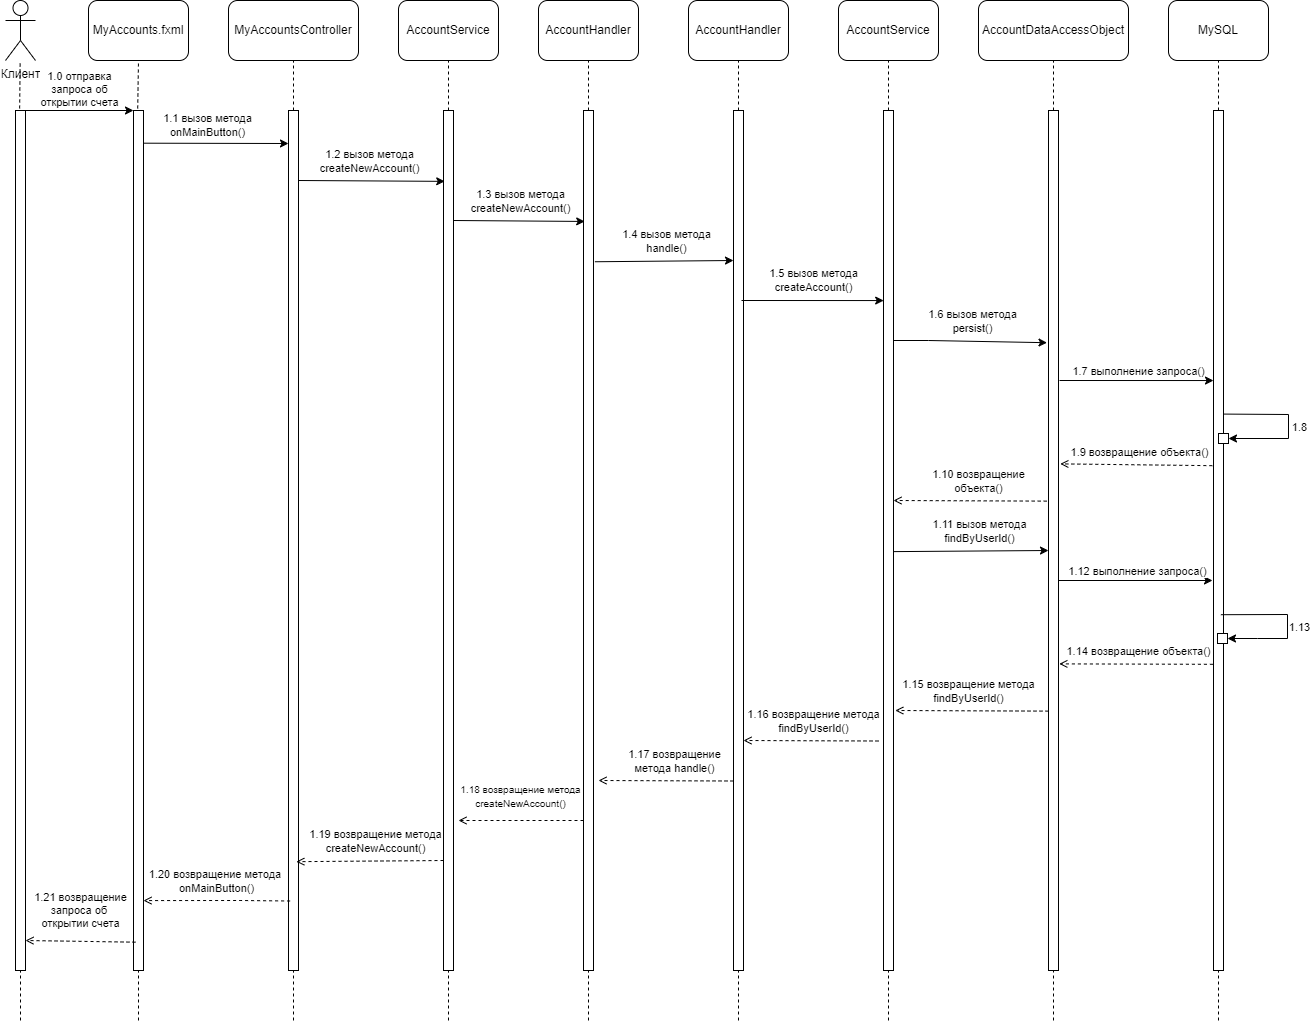 MyAccounts.fxml
MyAccountsController
AccountService
AccountHandler
AccountHandler
AccountService
AccountDataAccessObject
MySQL
Клиент
1.0 отправка
запроса об
открытии счета
1.1 вызов метода
onMainButton()
1.2 вызов метода
createNewAccount()
1.3 вызов метода
createNewAccount()
1.4 вызов метода
handle()
1.5 вызов метода
createAccount()
1.6 вызов метода
persist()
1.7 выполнение запроса()
1.8
1.9 возвращение объекта()
1.10 возвращение
объекта()
1.11 вызов метода
findByUserId()
1.12 выполнение запроса()
1.13
1.14 возвращение объекта()
1.15 возвращение метода
findByUserId()
1.16 возвращение метода
findByUserId()
1.17 возвращение
метода handle()
1.18 возвращение метода
createNewAccount()
1.19 возвращение метода
createNewAccount()
1.20 возвращение метода
onMainButton()
1.21 возвращение
запроса об
открытии счета